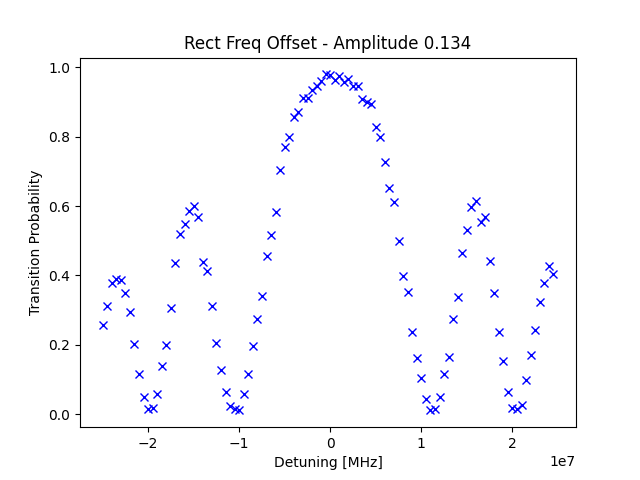 Rect Freq Offset - Amplitude 0.134
Transition Probability
1.0
0.8
0.6
0.4
0.2
0.0
−2
−1
0
1
2
1e7
Detuning [MHz]